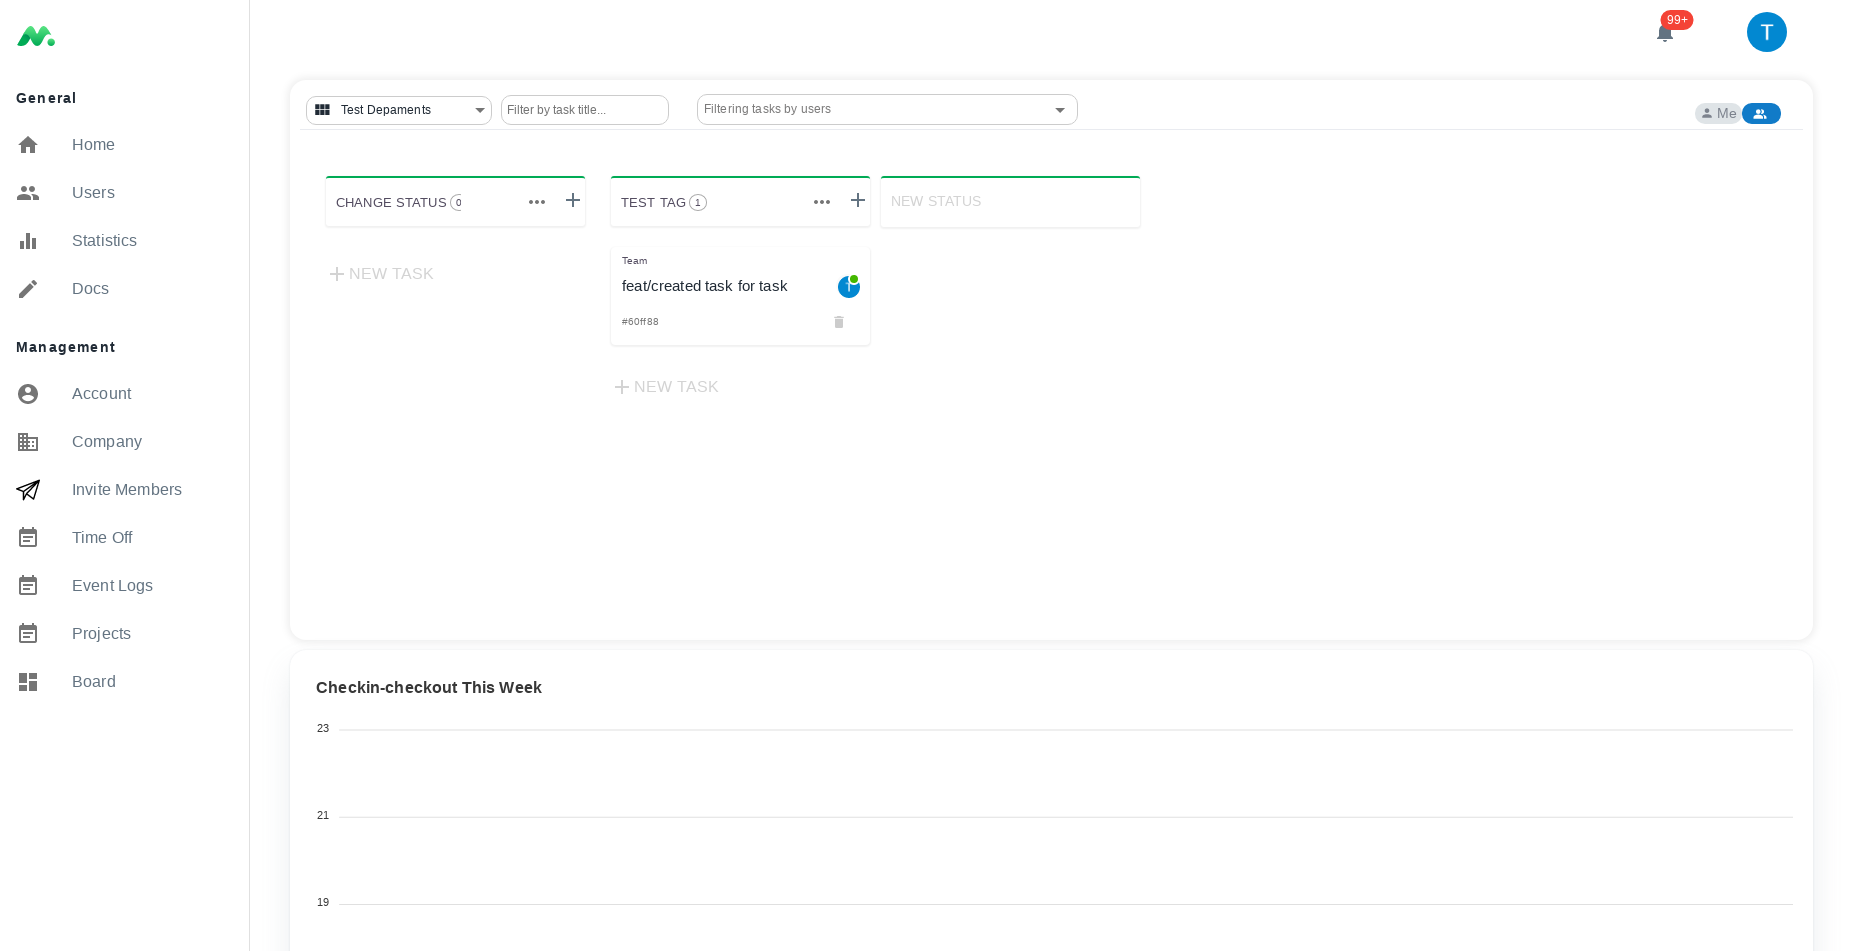 99+
T
General
Home
Users
Statistics
Docs
Management
Account
Company
Invite Members
Time Off
Event Logs
Projects
Board
Test Depaments
Filter by task title...
Filtering tasks by users
Me
CHANGE STATUS 0
TEST TAG 1
NEW STATUS
NEW TASK
Team
feat/created task for task
T
#60ff88
NEW TASK
Checkin-checkout This Week
23
21
19